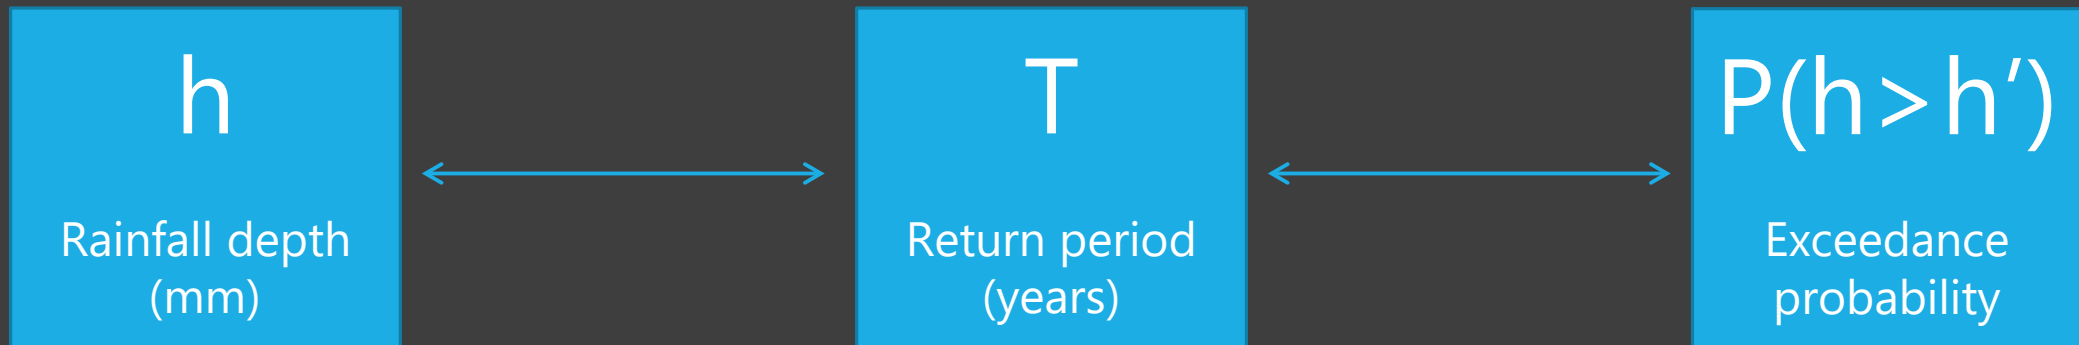 h
Rainfall depth
(mm)
T
Return period
(years)
P(h>h’)
Exceedance
probability